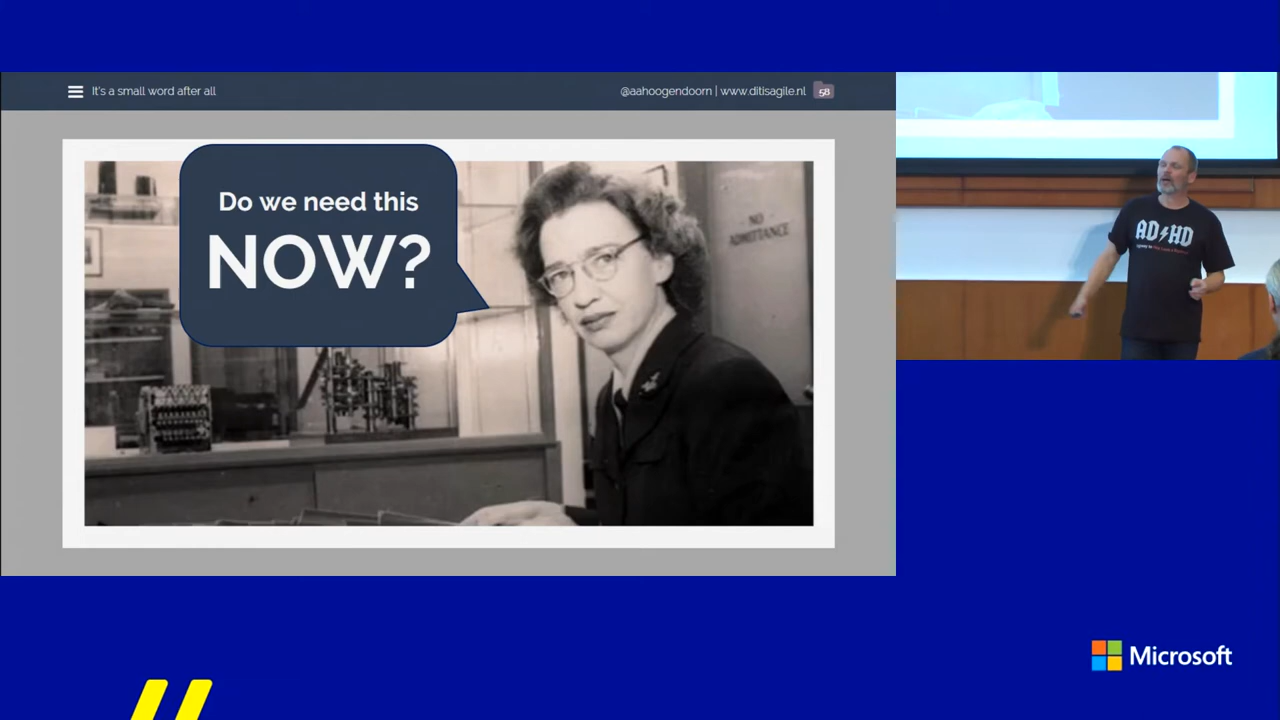 It's a small word after all
@aahoogendoorn | www.ditisagile.nl
58
Do we need this
NOW?
NO
ADMITTANCE
AD HD
Microsoft